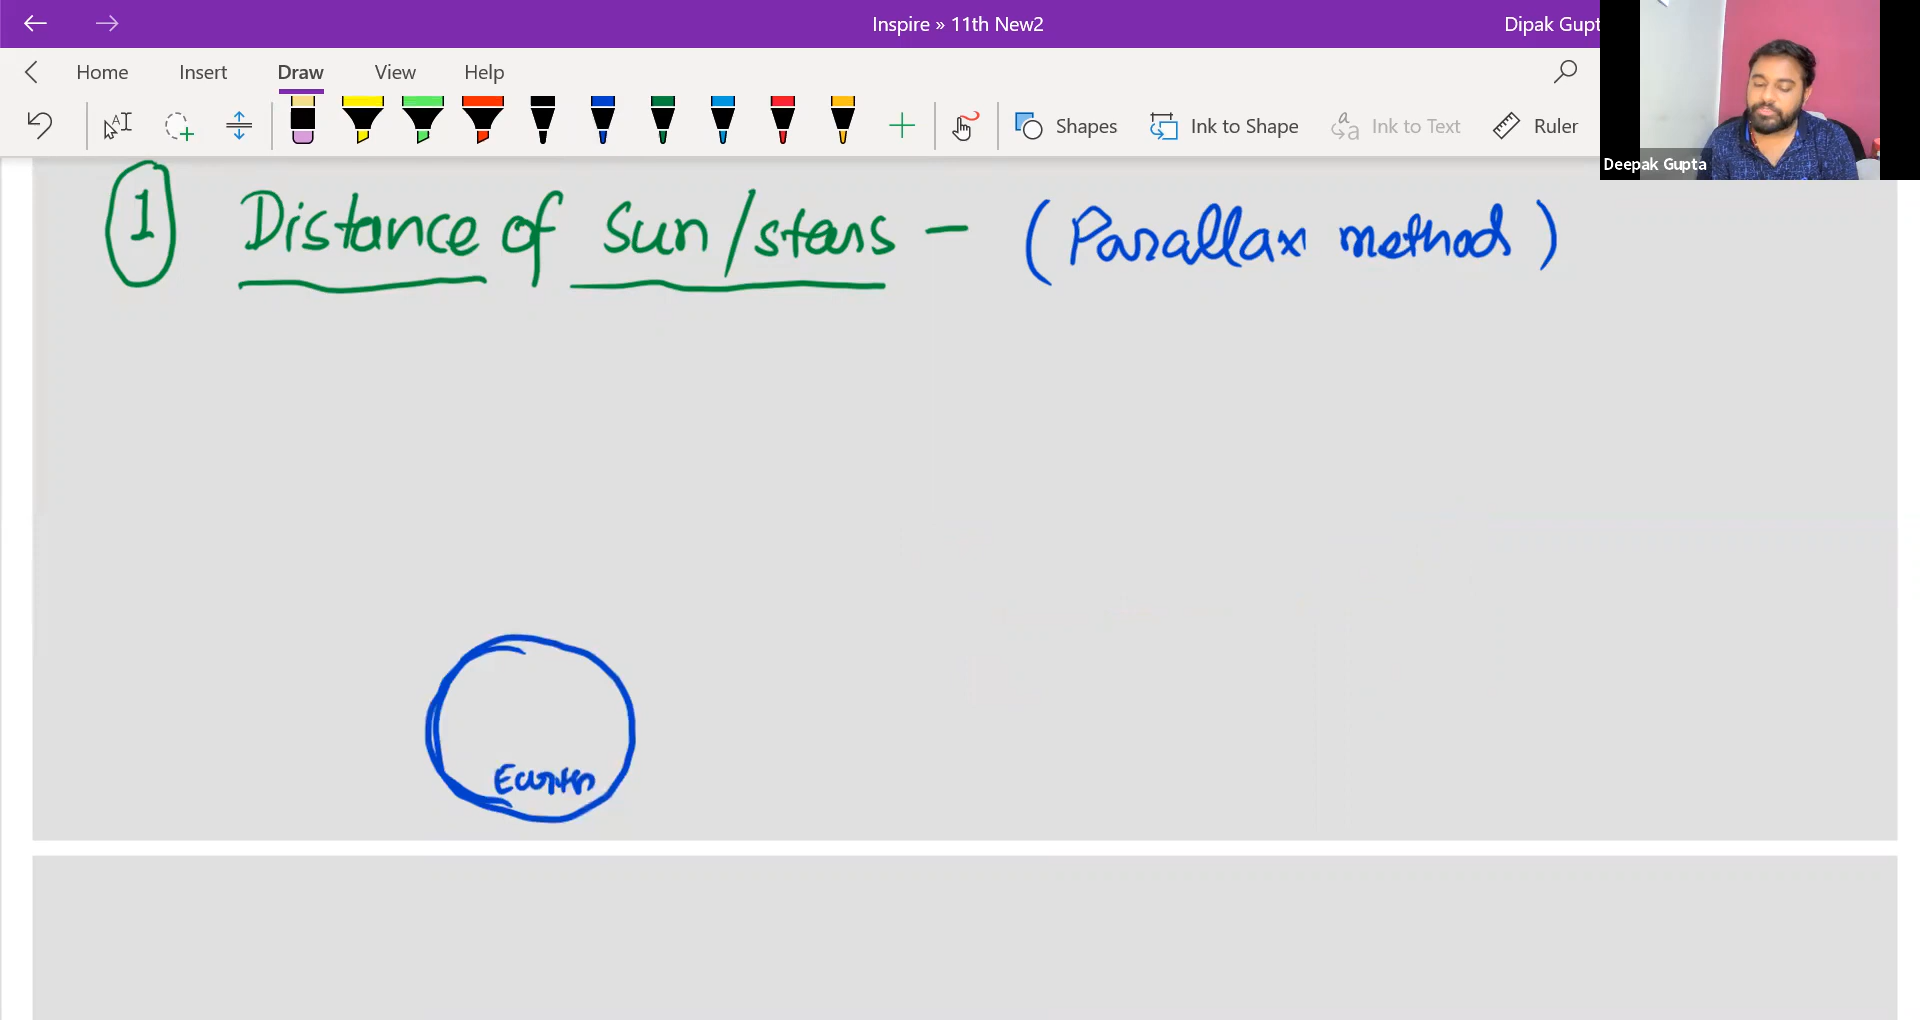 Inspire » 11th New2
Dipak Gupt
Home Insert Draw View Help
Shapes Ink to Shape Ink to Text Ruler
Deepak Gupta
1 Distance of Sun/stars - (Parallax method)
Earth